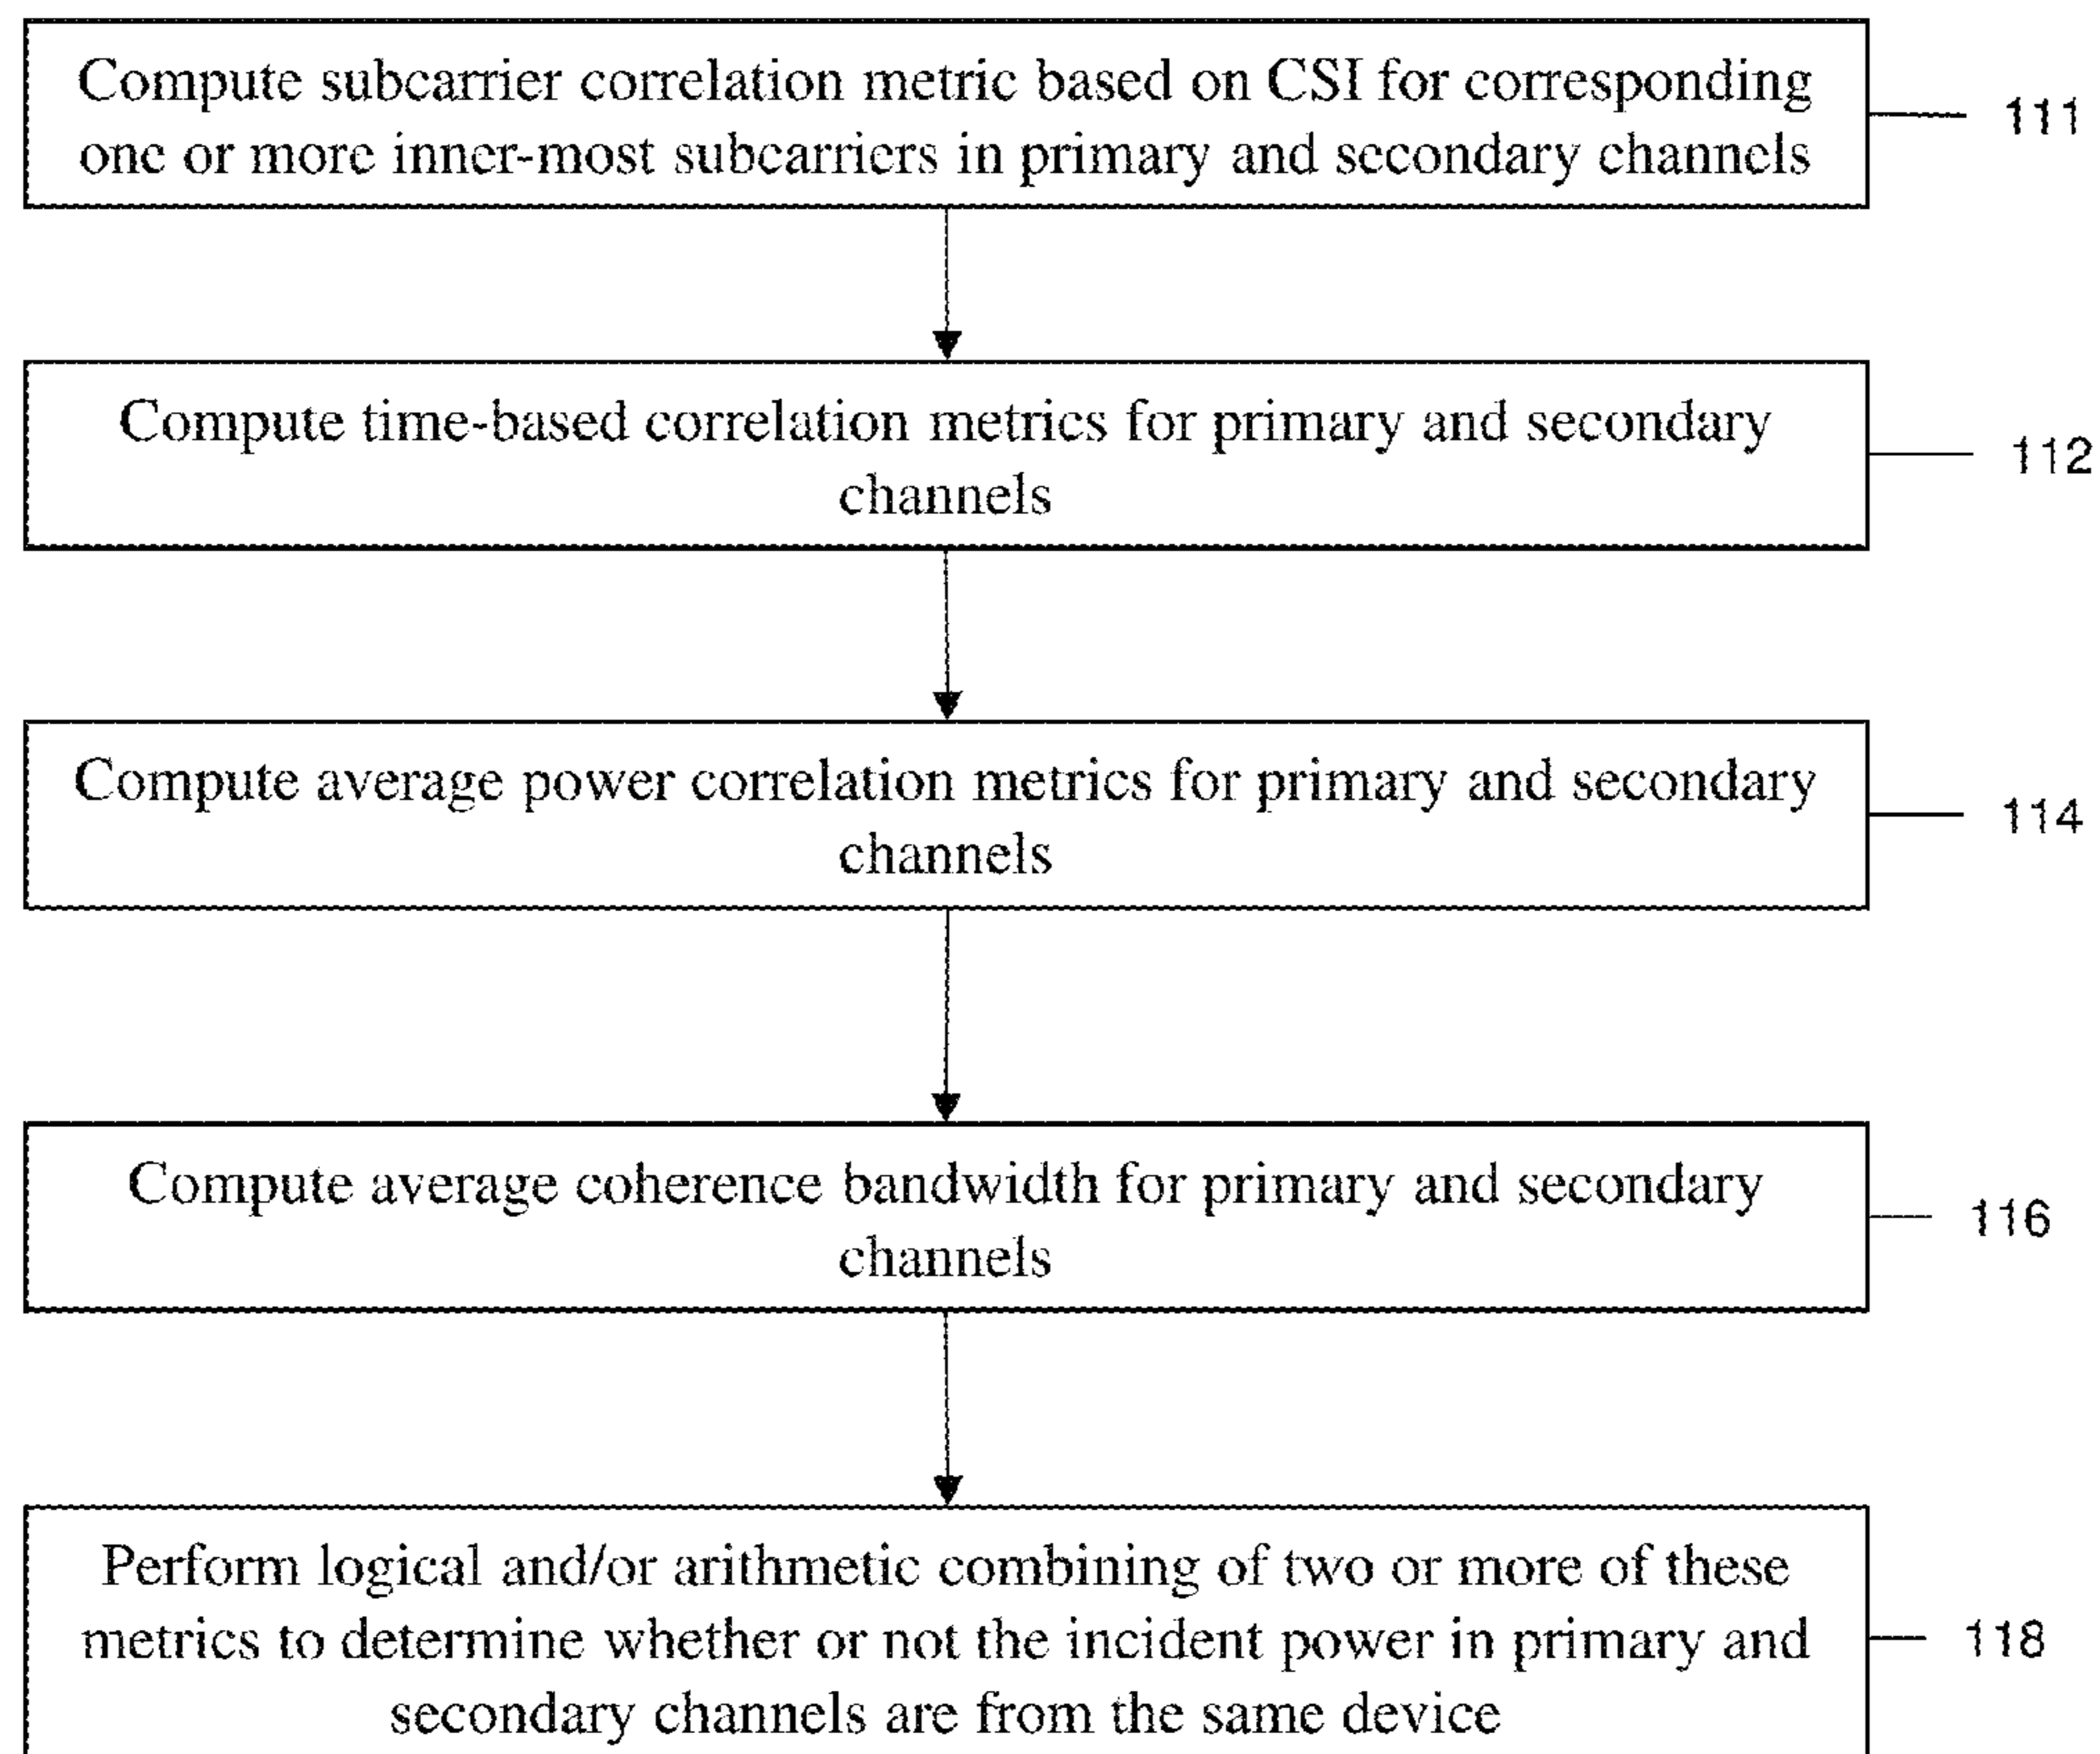 Compute subcarrier correlation metric based on CSI for corresponding
one or more inner-most subcarriers in primary and secondary channels
111
Compute time-based correlation metrics for primary and secondary
channels
112
Compute average power correlation metrics for primary and secondary
channels
114
Compute average coherence bandwidth for primary and secondary
channels
116
Perform logical and/or arithmetic combining of two or more of these
metrics to determine whether or not the incident power in primary and
secondary channels are from the same device
118